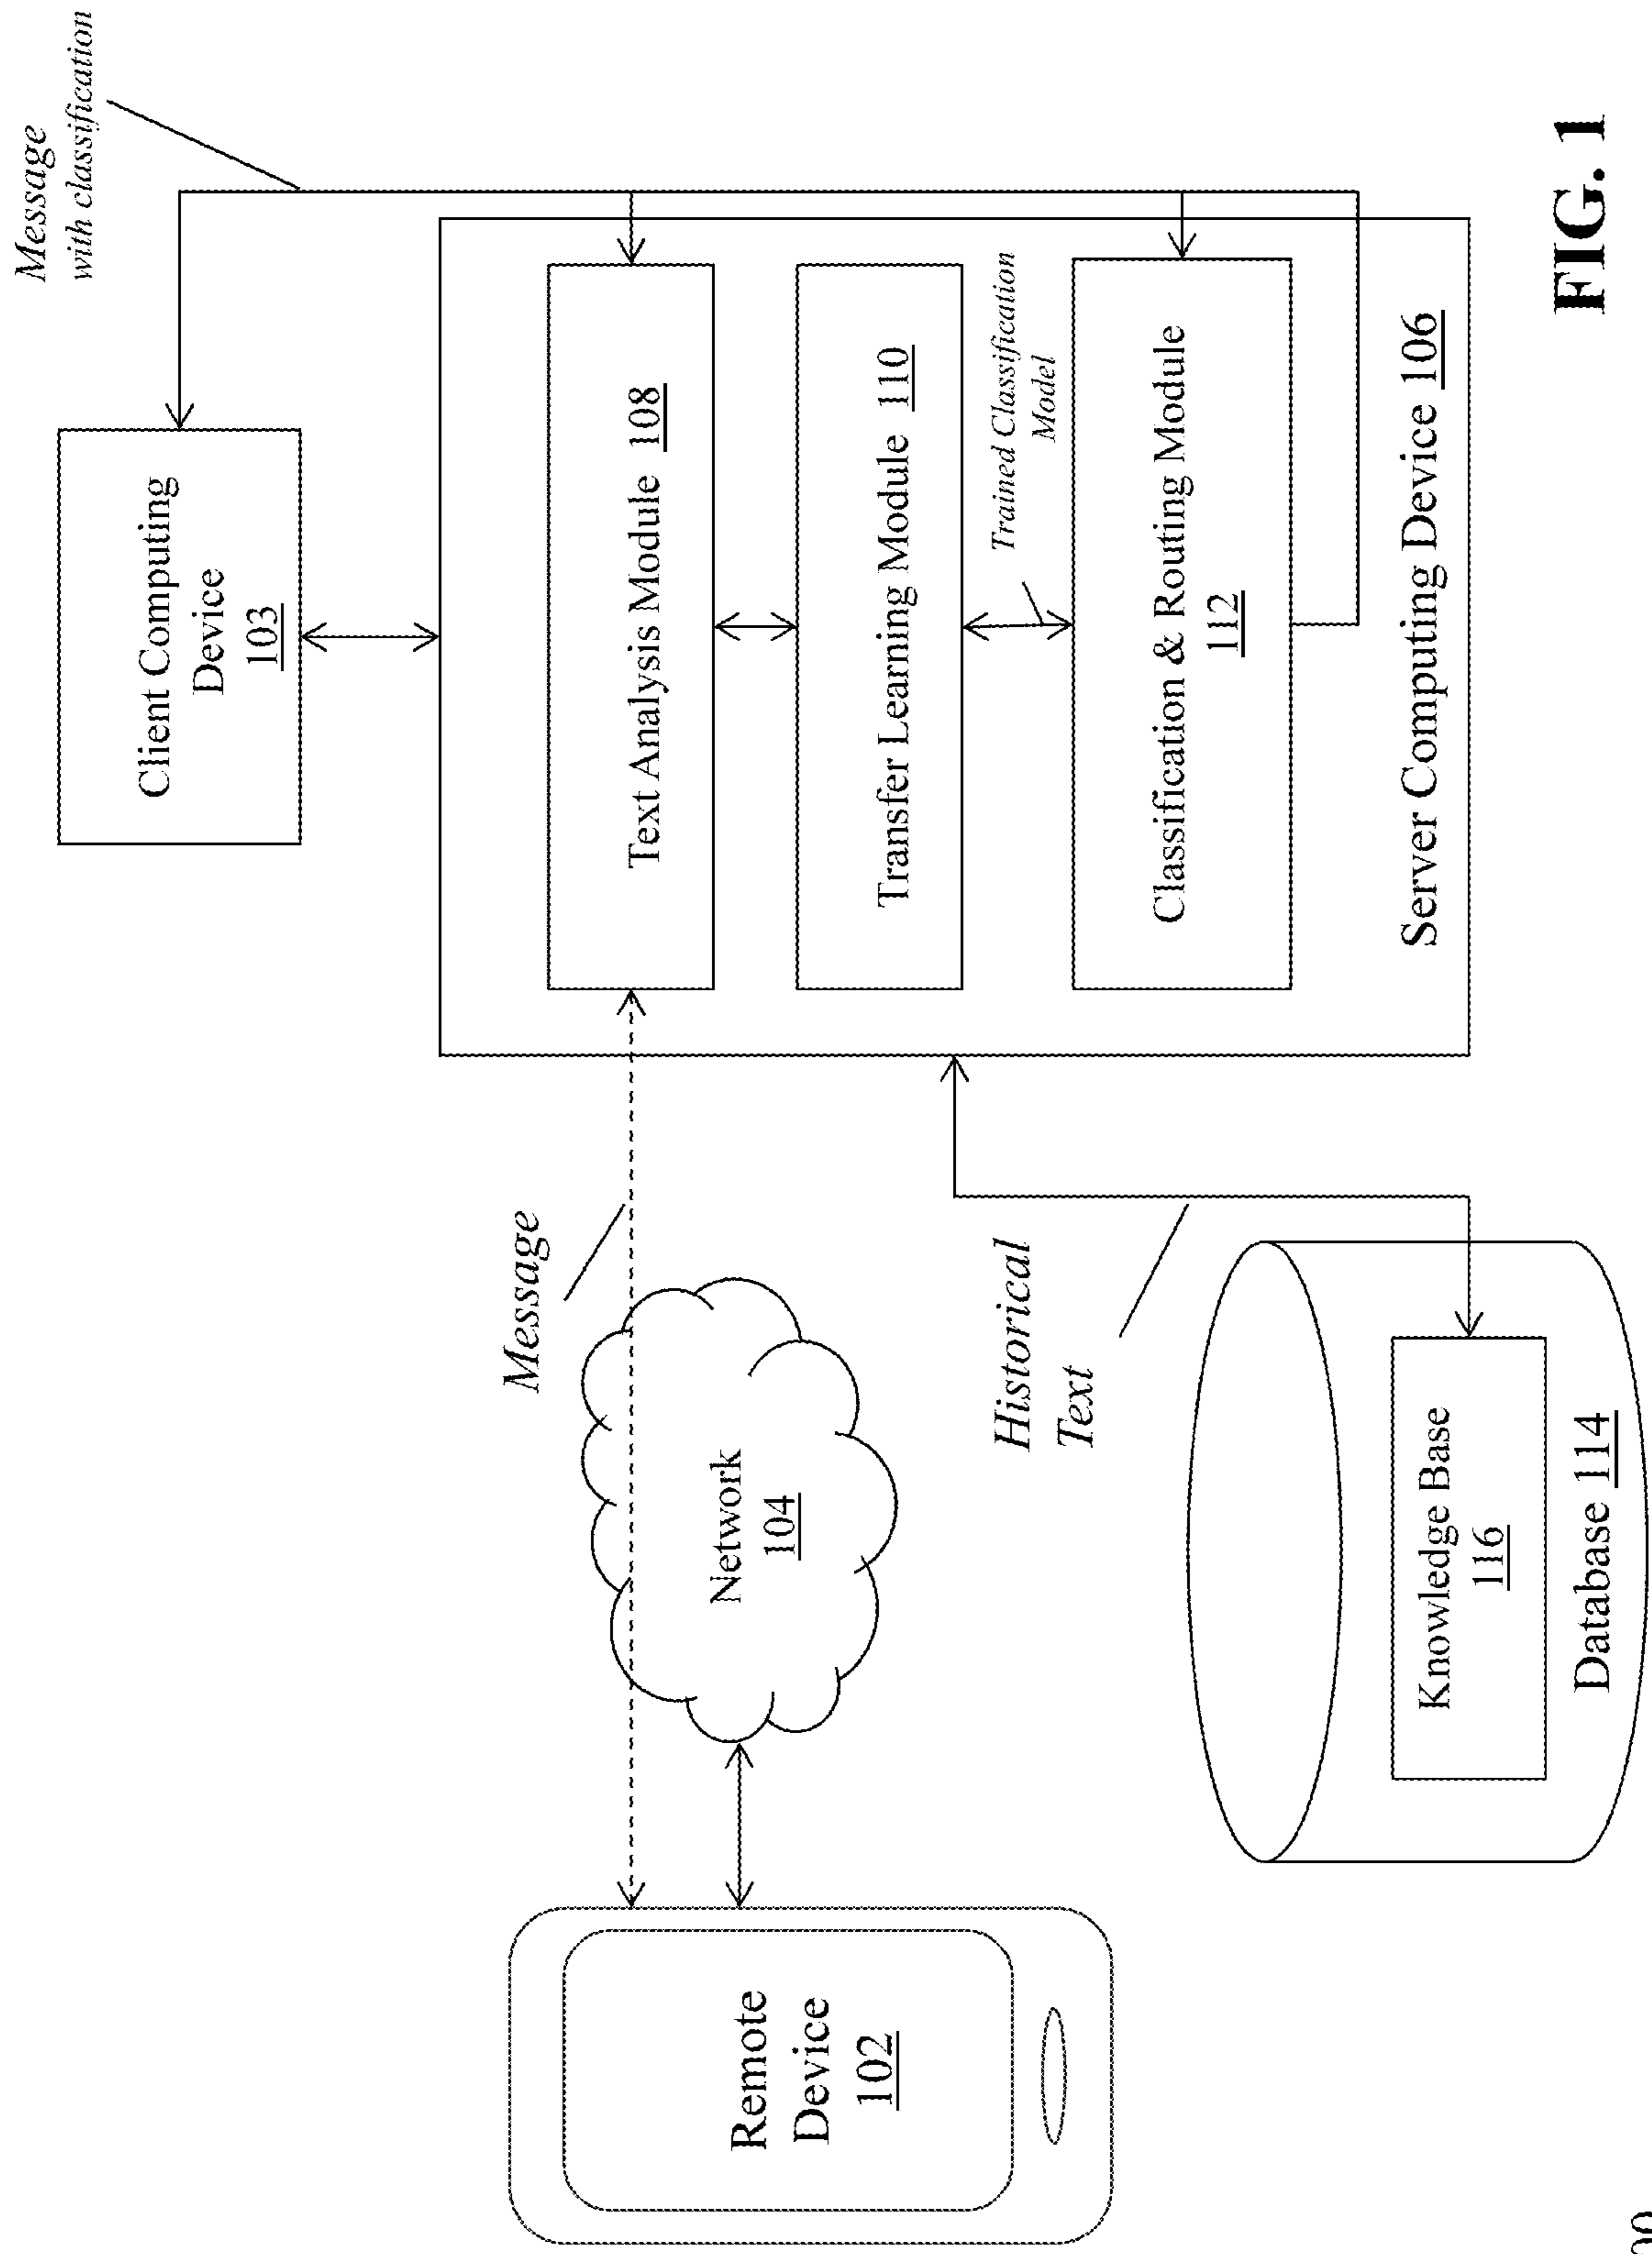 Message
with classification
Client Computing
Device
103
Text Analysis Module 108
Transfer Learning Module 110
Trained Classification
Model
Classification & Routing Module
112
Server Computing Device 106
Message
Network
104
Historical
Text
Remote
Device
102
Knowledge Base
116
Database 114
FIG. 1